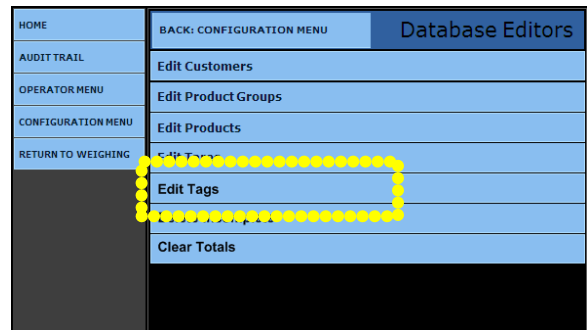 HOME
AUDIT TRAIL
OPERATOR MENU
CONFIGURATION MENU
RETURN TO WEIGHING
BACK: CONFIGURATION MENU
Database Editors
Edit Customers
Edit Product Groups
Edit Products
Edit
Edit Tags
Clear Totals